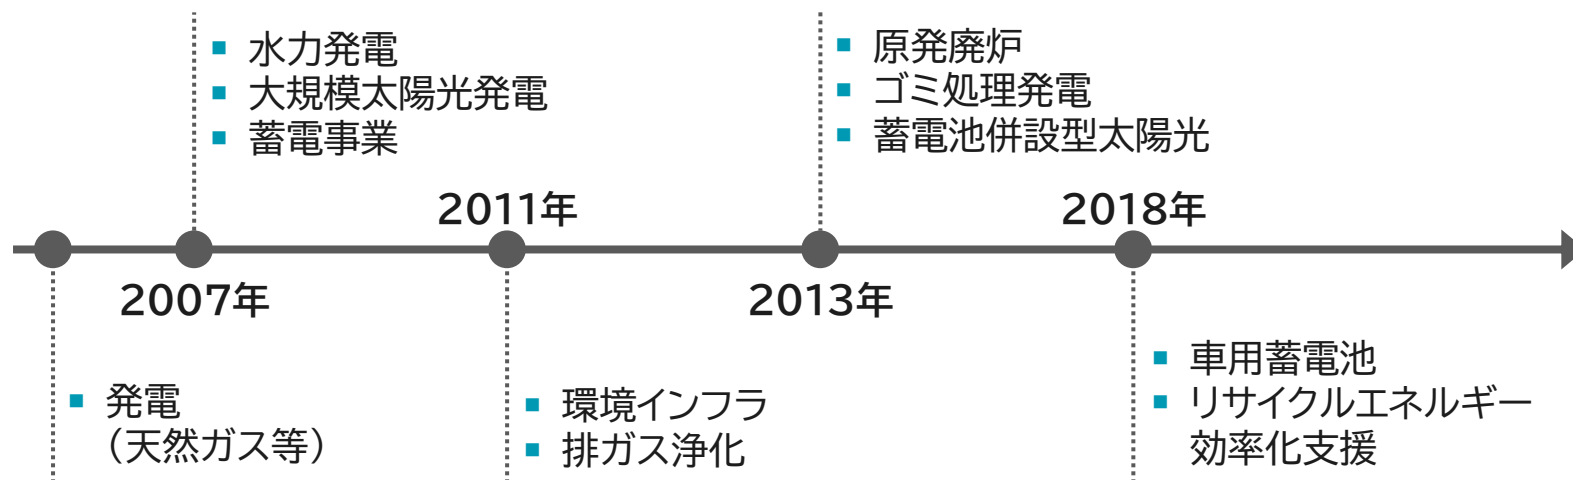 ■ 水力発電
■ 大規模太陽光発電
■ 蓄電事業
■ 原発廃炉
■ ゴミ処理発電
■ 蓄電池併設型太陽光
2011年
2018年
2007年
2013年
■ 発電
（天然ガス等）
■ 環境インフラ
■ 排ガス浄化
■ 車用蓄電池
■ リサイクルエネルギー
効率化支援